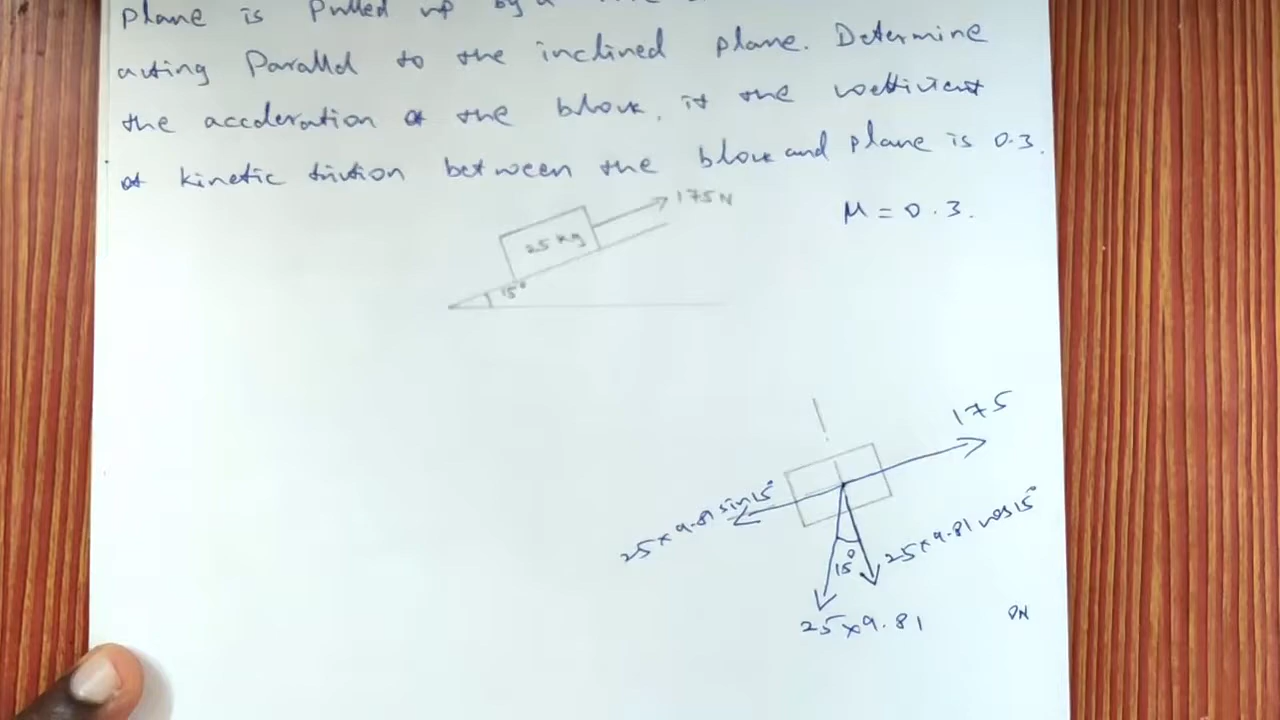 plane is pulled up by a
acting Parallel to the inclined plane. Determine
the acceleration of the block, if the coefficient
of kinetic friction between the block and plane is 0.3.
175N
μ = 0.3.
25 kg
15°
175
25×9.81 sin15°
25×9.81 cos15°
15°
25×9.81